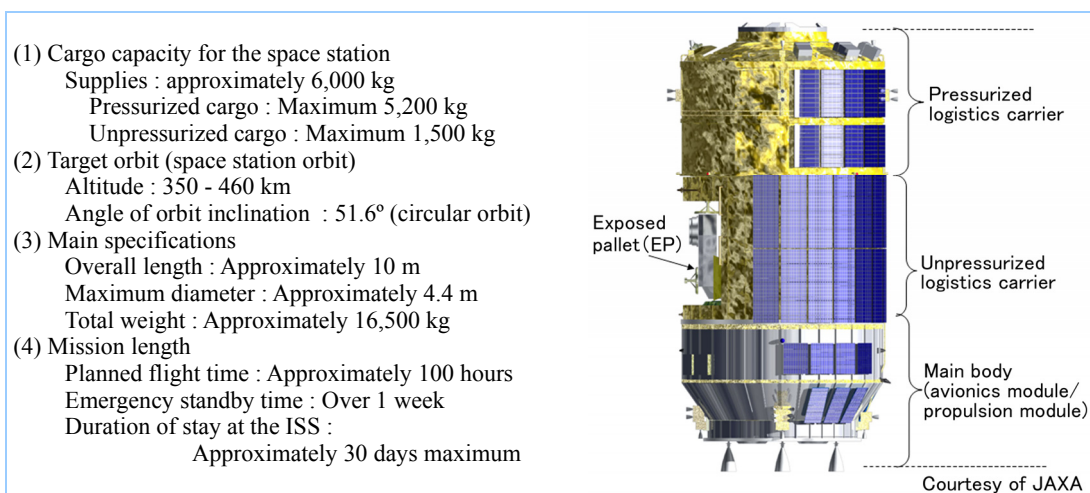 (1) Cargo capacity for the space station
Supplies : approximately 6,000 kg
Pressurized cargo : Maximum 5,200 kg
Unpressurized cargo : Maximum 1,500 kg
(2) Target orbit (space station orbit)
Altitude : 350 - 460 km
Angle of orbit inclination : 51.6º (circular orbit)
(3) Main specifications
Overall length : Approximately 10 m
Maximum diameter : Approximately 4.4 m
Total weight : Approximately 16,500 kg
(4) Mission length
Planned flight time : Approximately 100 hours
Emergency standby time : Over 1 week
Duration of stay at the ISS :
Approximately 30 days maximum
Exposed
pallet(EP)
Pressurized
logistics carrier
Unpressurized
logistics carrier
Main body
(avionics module/
propulsion module)
Courtesy of JAXA